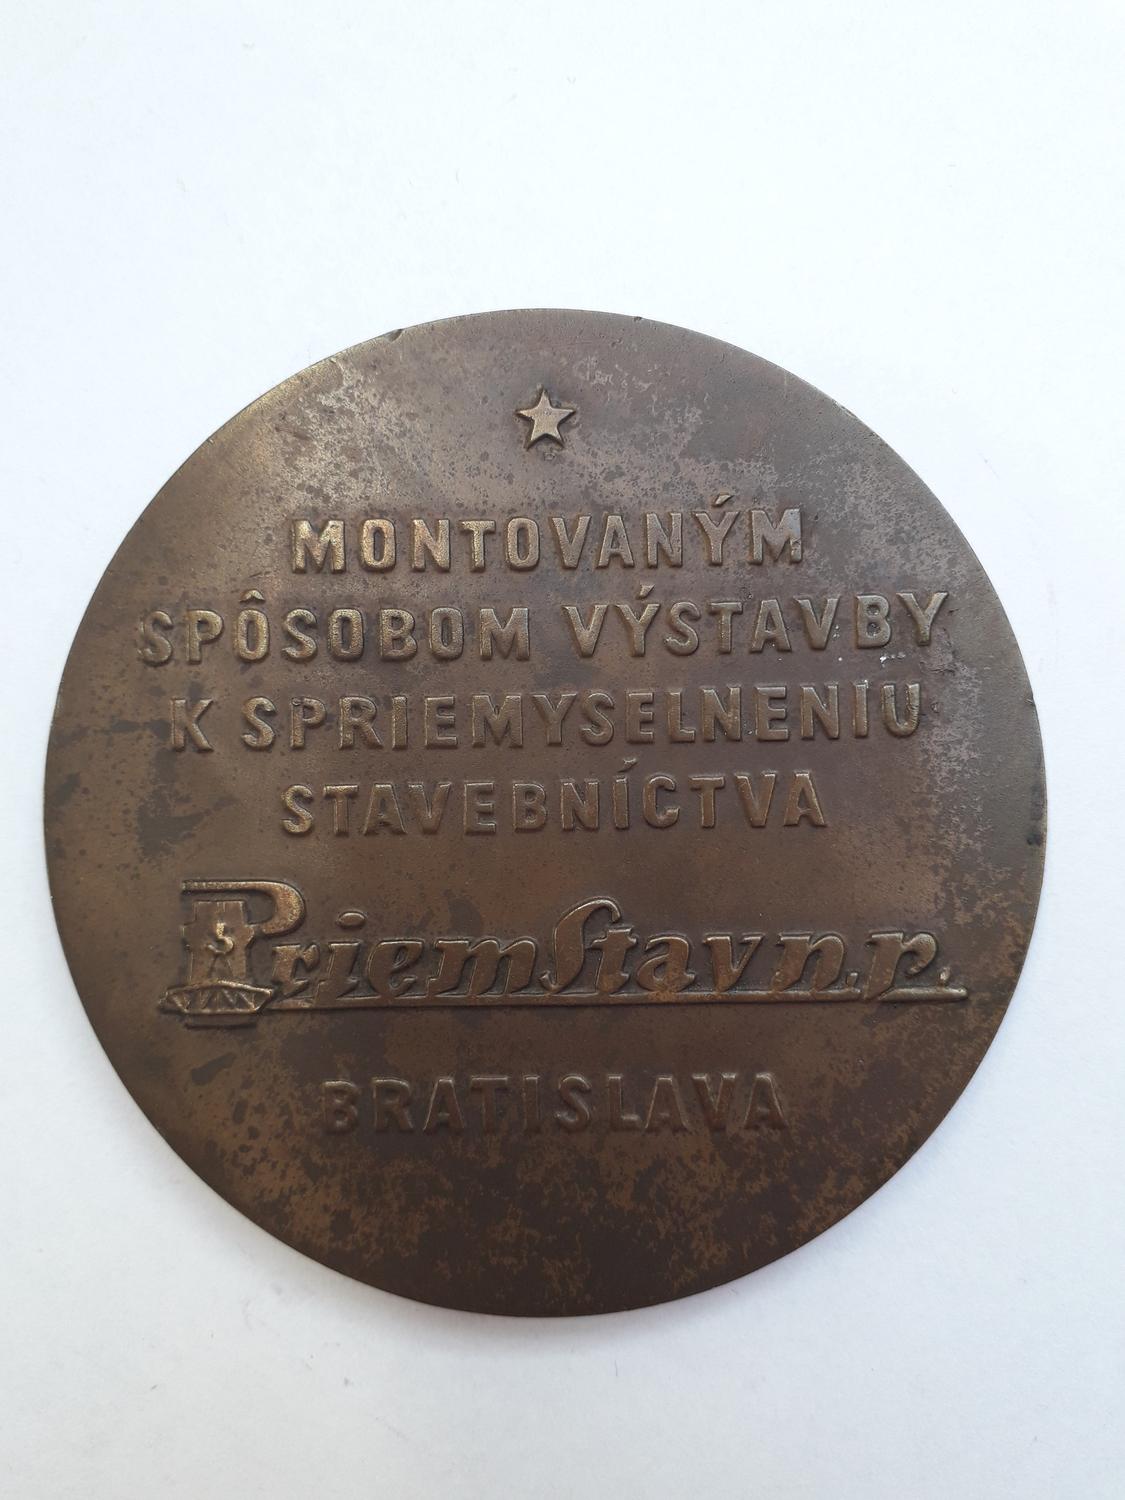 MONTOVANÝM
SPÔSOBOM VÝSTAVBY
K SPRIEMYSELNENIU
STAVEBNÍCTVA
PriemStav n.p.
BRATISLAVA